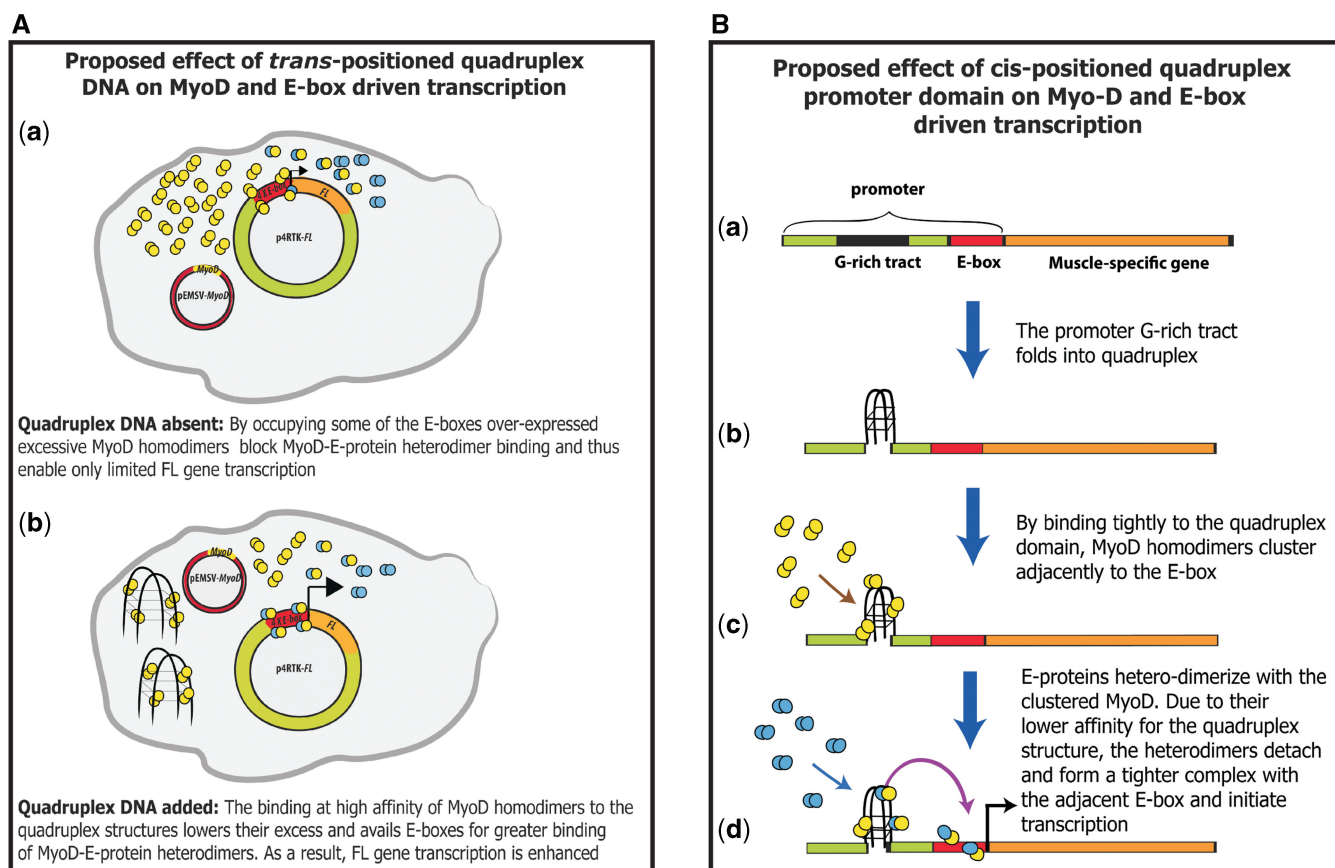 A
Proposed effect of trans-positioned quadruplex
DNA on MyoD and E-box driven transcription
(a)
4 X E-box
FL
p4RTK-FL
MyoD
pEMSV-MyoD
Quadruplex DNA absent: By occupying some of the E-boxes over-expressed
excessive MyoD homodimers block MyoD-E-protein heterodimer binding and thus
enable only limited FL gene transcription
(b)
MyoD
pEMSV-MyoD
4 X E-box
FL
p4RTK-FL
Quadruplex DNA added: The binding at high affinity of MyoD homodimers to the
quadruplex structures lowers their excess and avails E-boxes for greater binding
of MyoD-E-protein heterodimers. As a result, FL gene transcription is enhanced
B
Proposed effect of cis-positioned quadruplex
promoter domain on Myo-D and E-box
driven transcription
promoter
(a)
G-rich tract E-box Muscle-specific gene
The promoter G-rich tract
folds into quadruplex
(b)
By binding tightly to the quadruplex
domain, MyoD homodimers cluster
adjacently to the E-box
(c)
E-proteins hetero-dimerize with the
clustered MyoD. Due to their
lower affinity for the quadruplex
structure, the heterodimers detach
and form a tighter complex with
the adjacent E-box and initiate
transcription
(d)